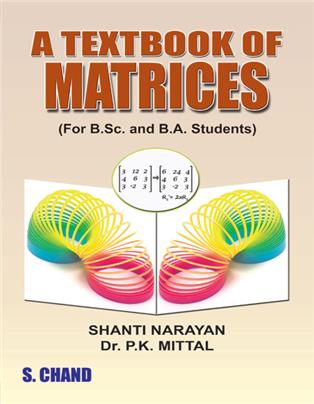 A TEXTBOOK OF
MATRICES
(For B.Sc. and B.A. Students)
[3 12 2] ⇒ [6 24 4]
[4 6 3] [4 6 3]
[3 -2 3] [3 -2 3]
SHANTI NARAYAN
Dr. P.K. MITTAL
S. CHAND